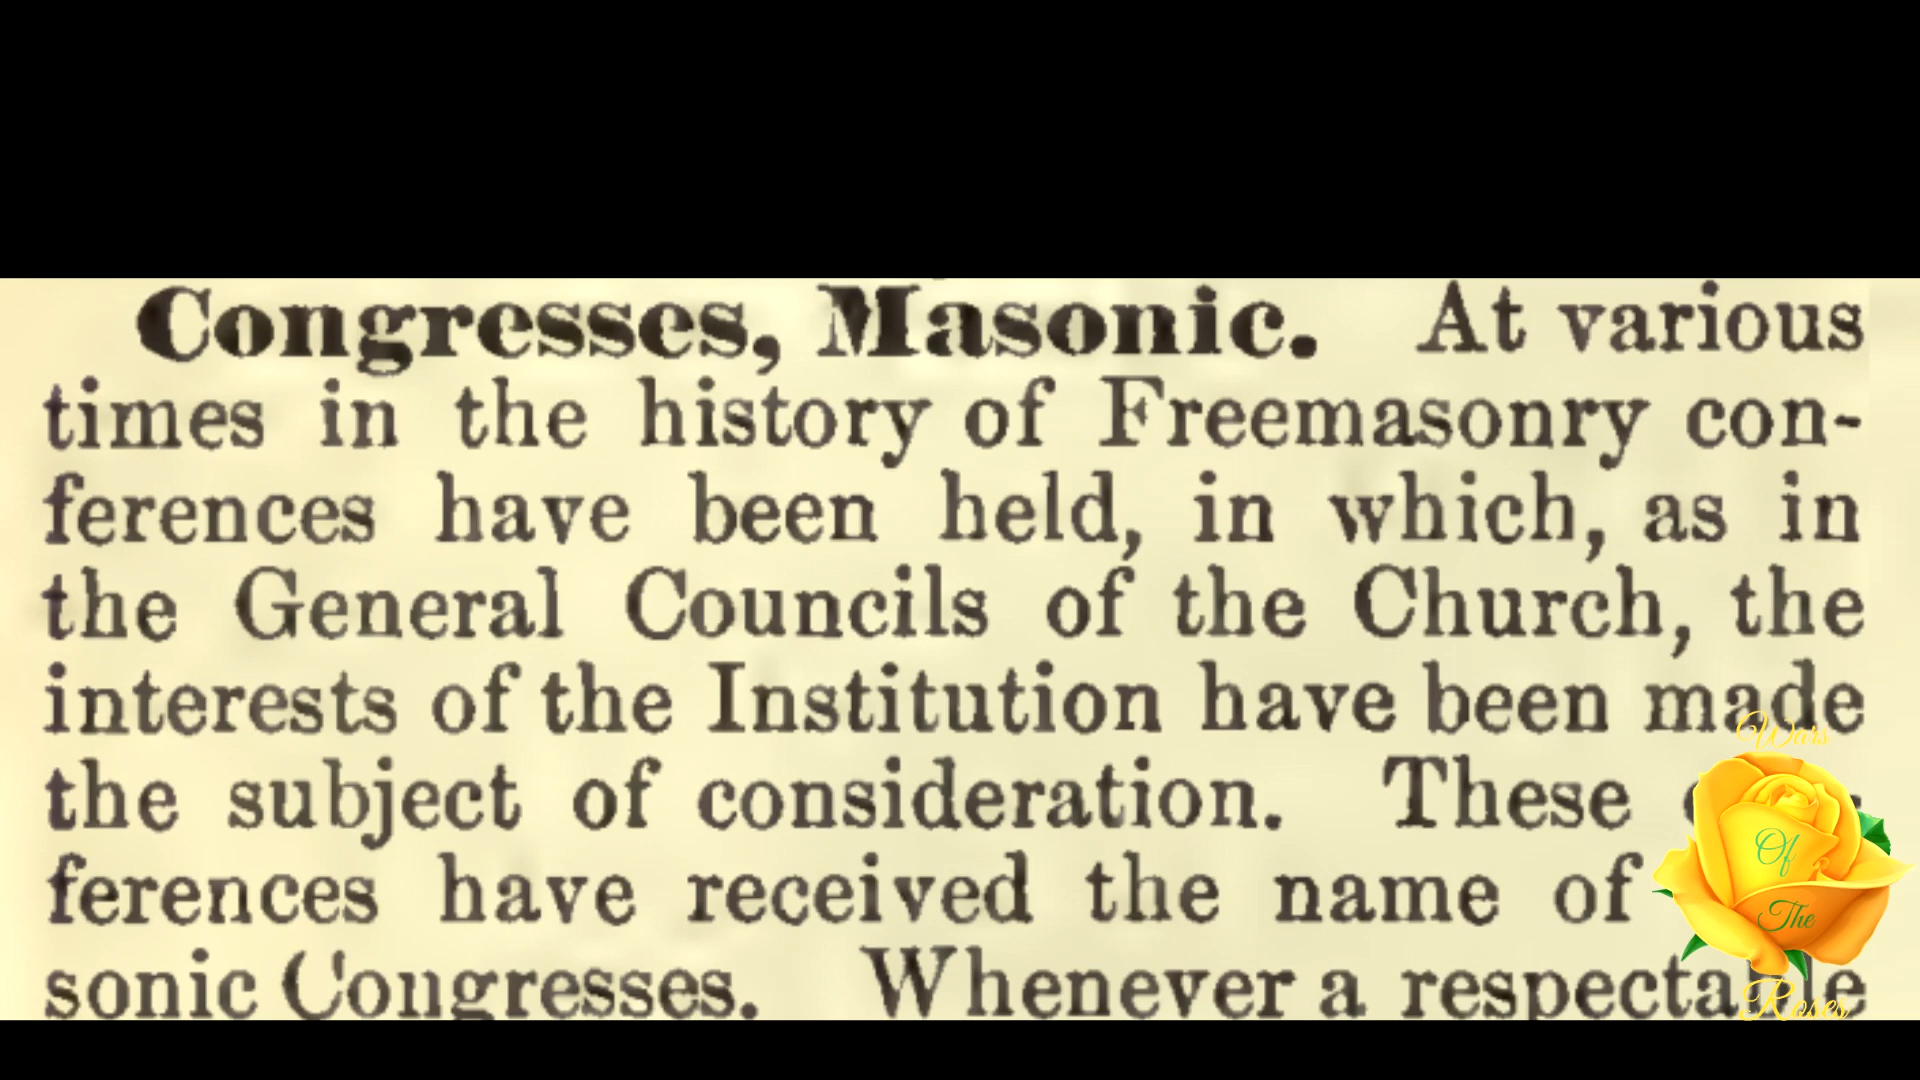 Congresses, Masonic. At various
times in the history of Freemasonry con-
ferences have been held, in which, as in
the General Councils of the Church, the
interests of the Institution have been made
the subject of consideration. These
ferences have received the name of
sonic Congresses. Whenever a respectable
Wars
Of
The
Roses